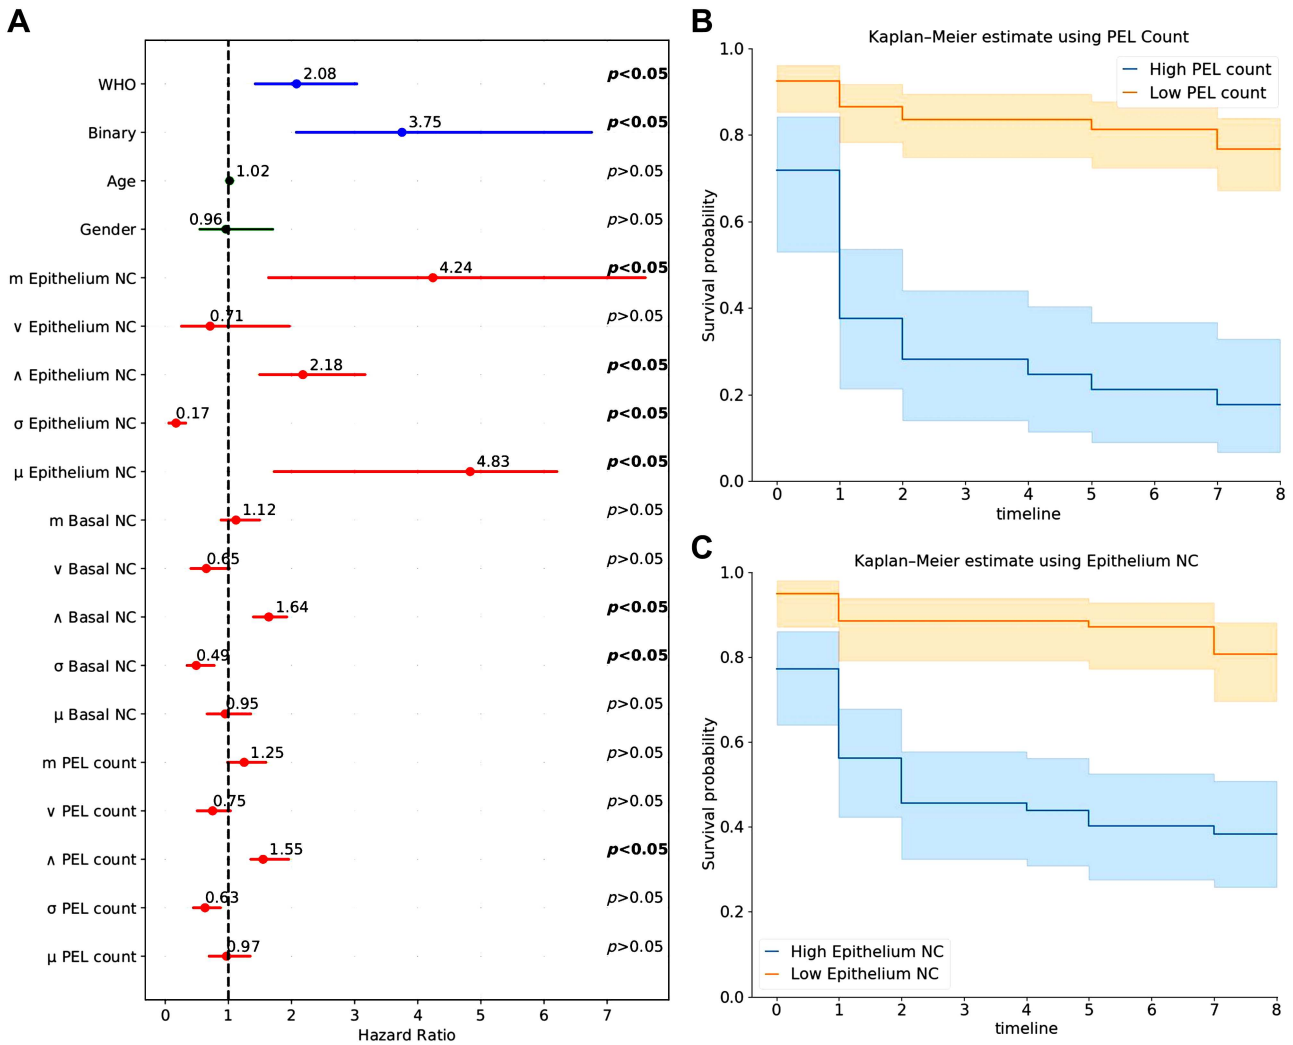 A
WHO 2.08 p<0.05
Binary 3.75 p<0.05
Age 1.02 p>0.05
Gender 0.96 p>0.05
m Epithelium NC 4.24 p<0.05
∨ Epithelium NC 0.71 p>0.05
∧ Epithelium NC 2.18 p<0.05
σ Epithelium NC 0.17 p<0.05
μ Epithelium NC 4.83 p<0.05
m Basal NC 1.12 p>0.05
∨ Basal NC 0.65 p>0.05
∧ Basal NC 1.64 p<0.05
σ Basal NC 0.49 p<0.05
μ Basal NC 0.95 p>0.05
m PEL count 1.25 p>0.05
∨ PEL count 0.75 p>0.05
∧ PEL count 1.55 p<0.05
σ PEL count 0.63 p>0.05
μ PEL count 0.97 p>0.05
0 1 2 3 4 5 6 7
Hazard Ratio
B
Kaplan–Meier estimate using PEL Count
High PEL count
Low PEL count
1.0
0.8
0.6
0.4
0.2
0.0
Survival probability
0 1 2 3 4 5 6 7 8
timeline
C
Kaplan–Meier estimate using Epithelium NC
1.0
0.8
0.6
0.4
0.2
0.0
Survival probability
High Epithelium NC
Low Epithelium NC
0 1 2 3 4 5 6 7 8
timeline